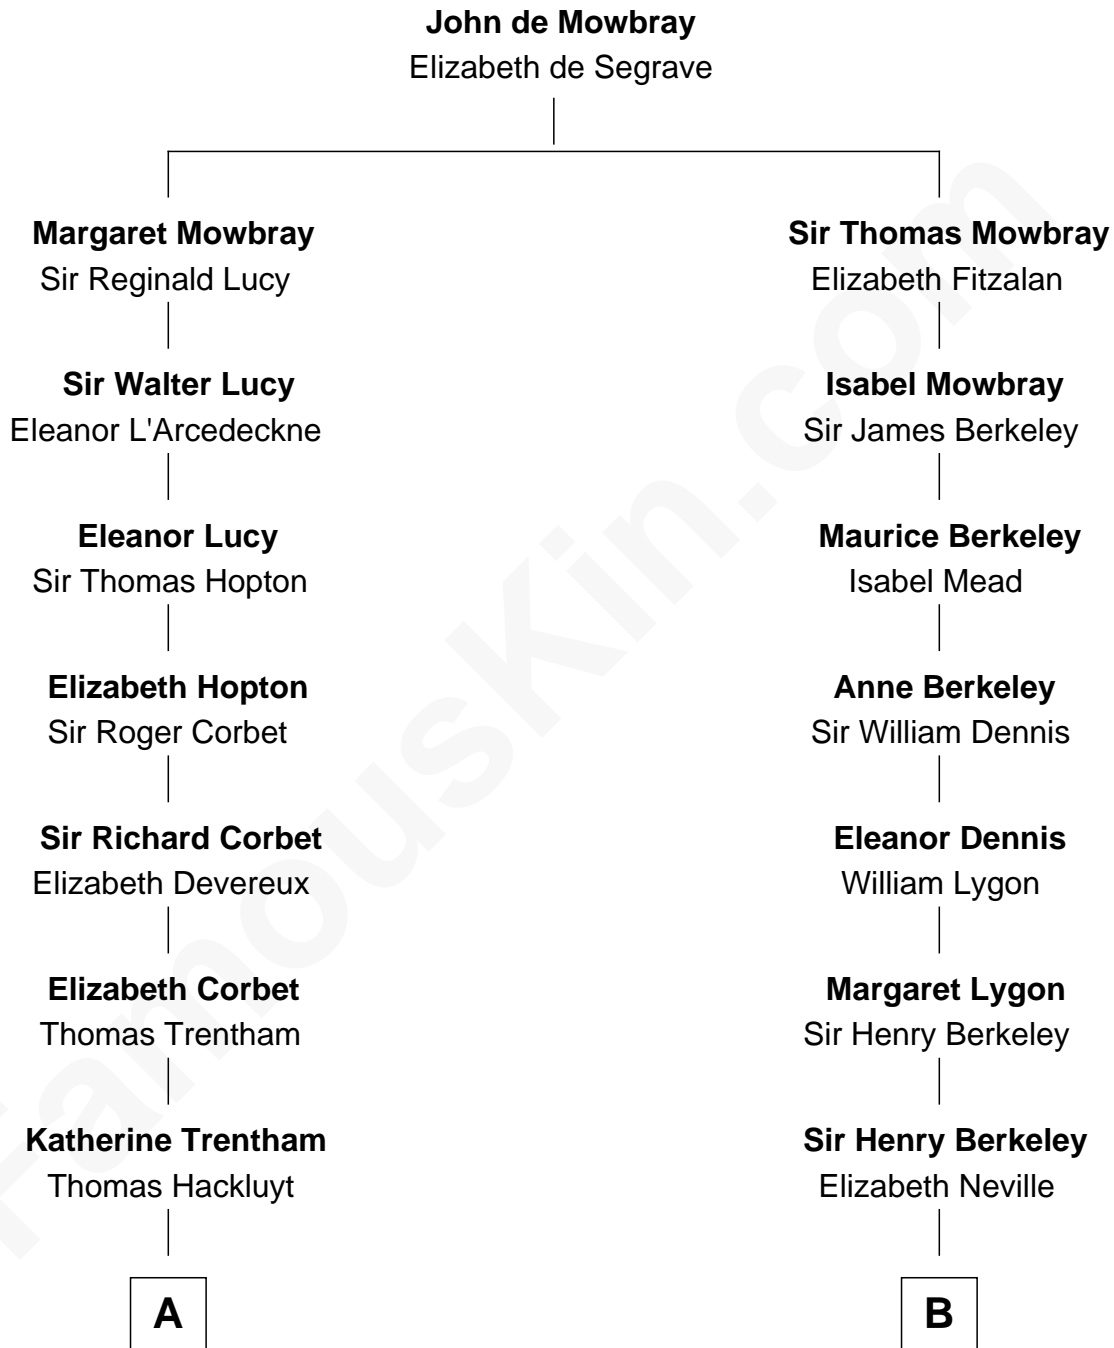 John de Mowbray
Elizabeth de Segrave
Margaret Mowbray
Sir Reginald Lucy
Sir Walter Lucy
Eleanor L'Arcedeckne
Eleanor Lucy
Sir Thomas Hopton
Elizabeth Hopton
Sir Roger Corbet
Sir Richard Corbet
Elizabeth Devereux
Elizabeth Corbet
Thomas Trentham
Katherine Trentham
Thomas Hackluyt
A
Sir Thomas Mowbray
Elizabeth Fitzalan
Isabel Mowbray
Sir James Berkeley
Maurice Berkeley
Isabel Mead
Anne Berkeley
Sir William Dennis
Eleanor Dennis
William Lygon
Margaret Lygon
Sir Henry Berkeley
Sir Henry Berkeley
Elizabeth Neville
B
FamousKin.com